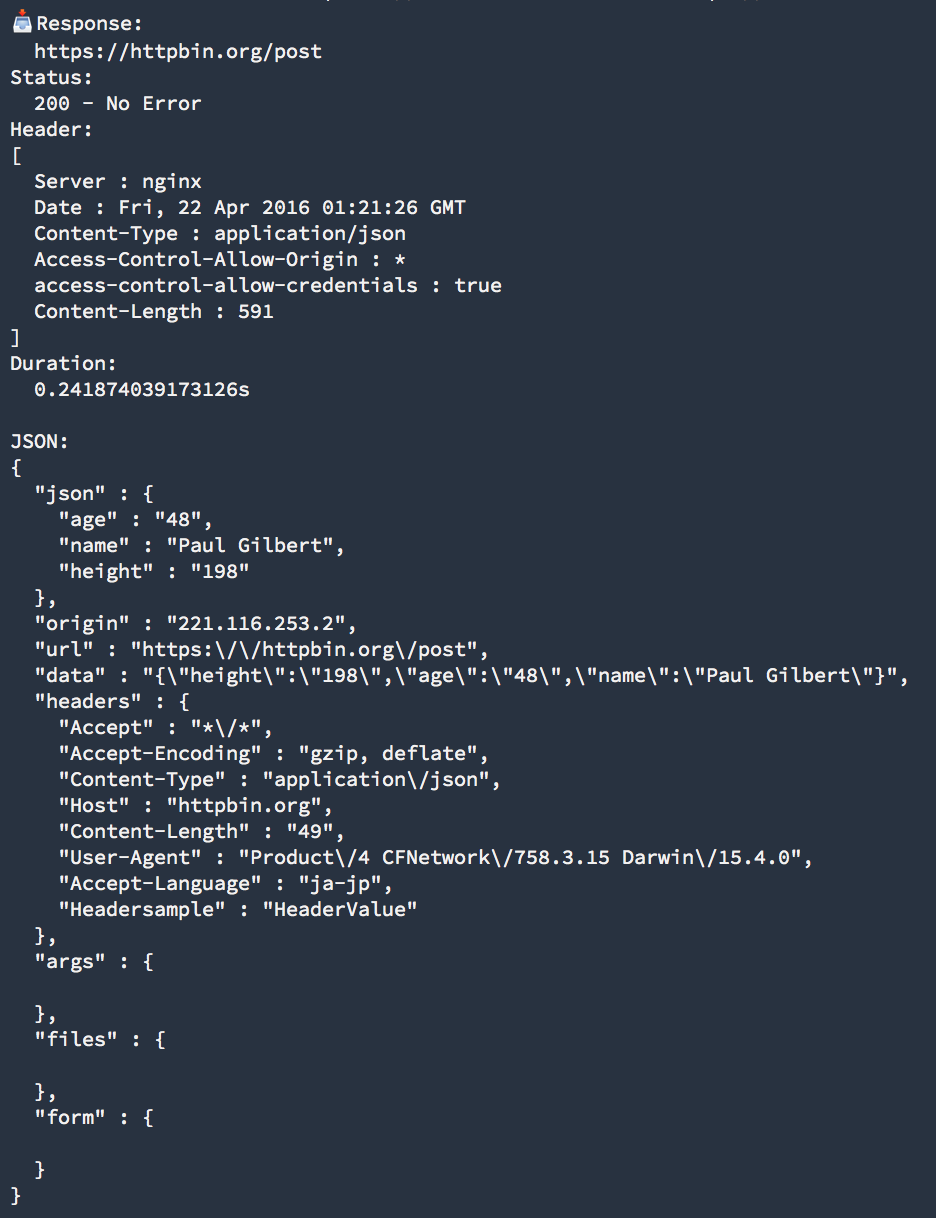 📥Response:
  https://httpbin.org/post
Status:
  200 - No Error
Header:
[
  Server : nginx
  Date : Fri, 22 Apr 2016 01:21:26 GMT
  Content-Type : application/json
  Access-Control-Allow-Origin : *
  access-control-allow-credentials : true
  Content-Length : 591
]
Duration:
  0.241874039173126s

JSON:
{
  "json" : {
    "age" : "48",
    "name" : "Paul Gilbert",
    "height" : "198"
  },
  "origin" : "221.116.253.2",
  "url" : "https:\/\/httpbin.org\/post",
  "data" : "{\"height\":\"198\",\"age\":\"48\",\"name\":\"Paul Gilbert\"}",
  "headers" : {
    "Accept" : "*\/*",
    "Accept-Encoding" : "gzip, deflate",
    "Content-Type" : "application\/json",
    "Host" : "httpbin.org",
    "Content-Length" : "49",
    "User-Agent" : "Product\/4 CFNetwork\/758.3.15 Darwin\/15.4.0",
    "Accept-Language" : "ja-jp",
    "Headersample" : "HeaderValue"
  },
  "args" : {

  },
  "files" : {

  },
  "form" : {

  }
}